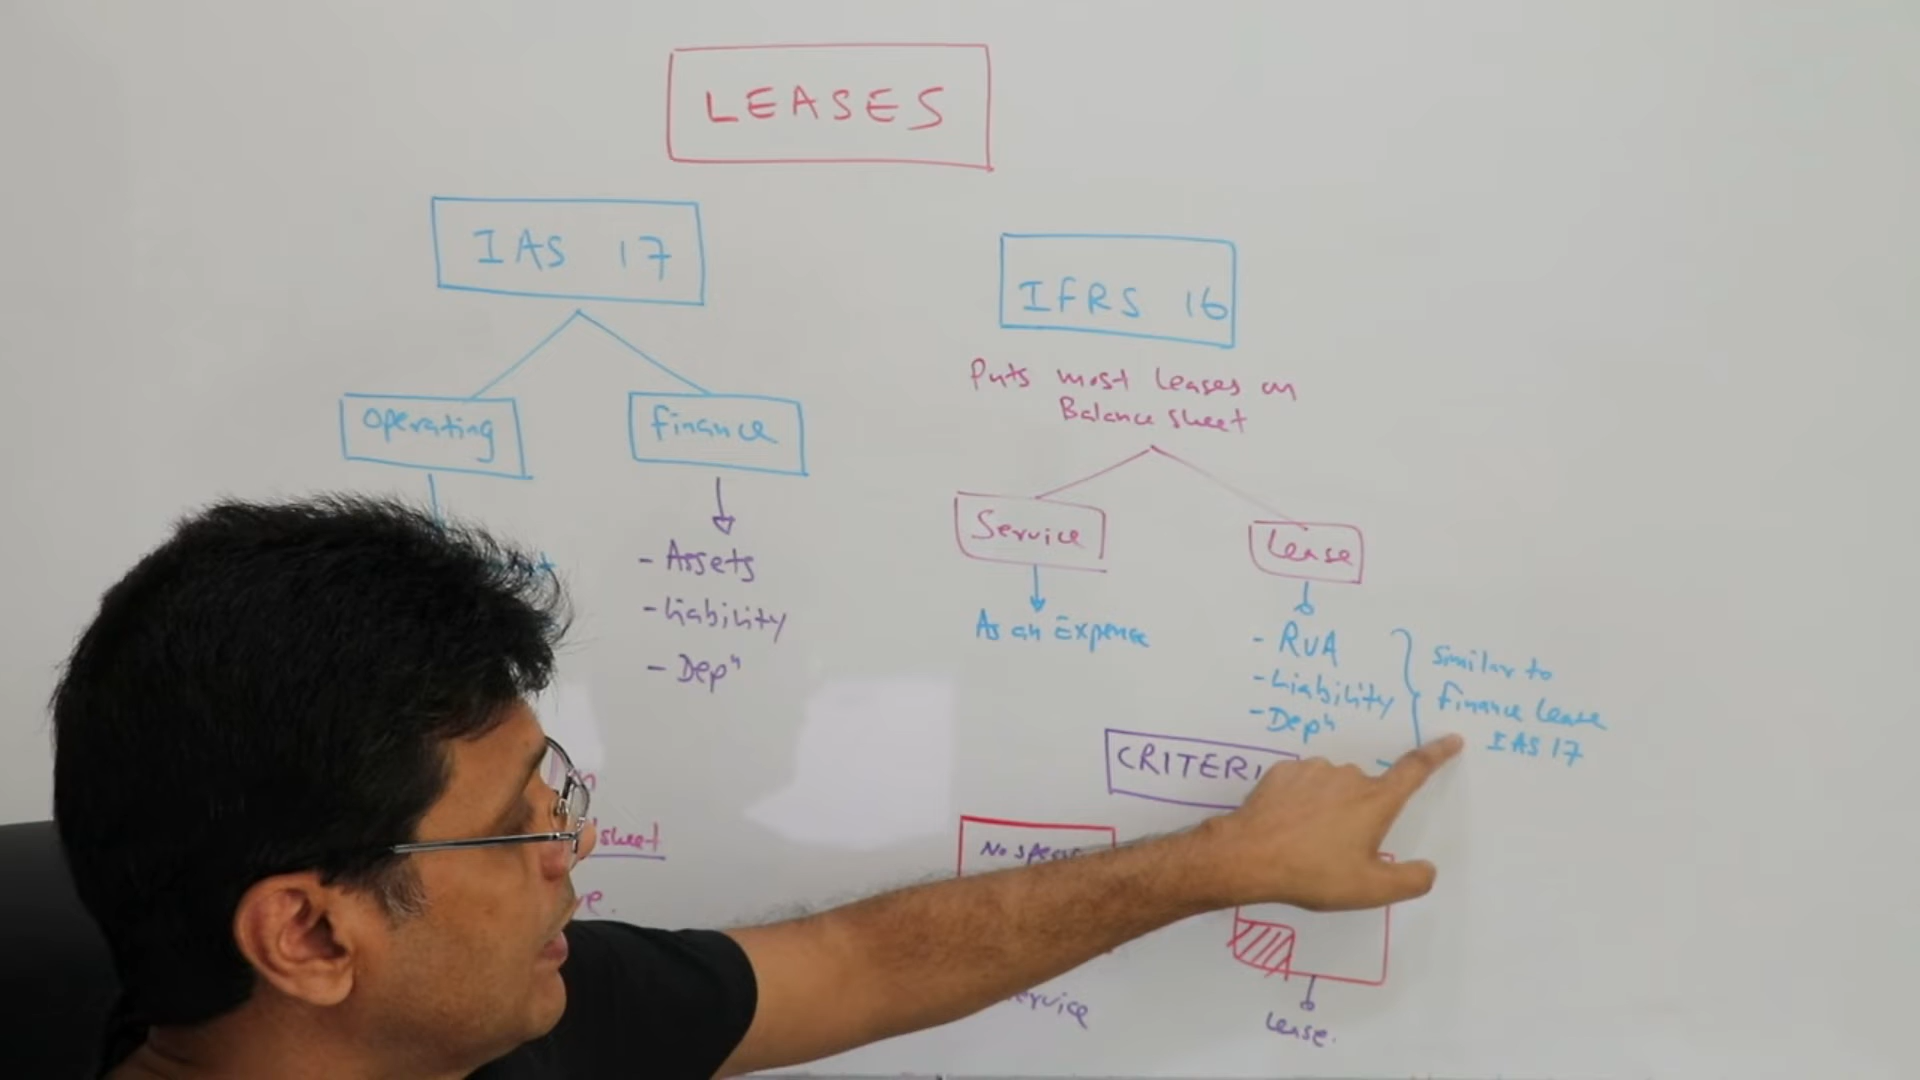 LEASES
IAS 17
operating
finance
- Assets
- Liability
- Depⁿ
sheet
IFRS 16
Puts most Leases on
Balance sheet
Service
As an Expense
Lease
- RUA
- Liability
- Depⁿ
Similar to
finance lease
IAS 17
No
Lease.